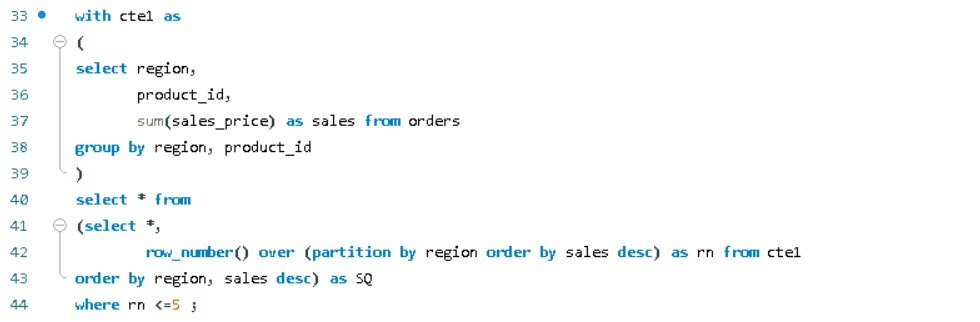 33 with cte1 as
34 (
35 select region,
36 product_id,
37 sum(sales_price) as sales from orders
38 group by region, product_id
39 )
40 select * from
41 (select *,
42 row_number() over (partition by region order by sales desc) as rn from cte1
43 order by region, sales desc) as SQ
44 where rn <=5 ;